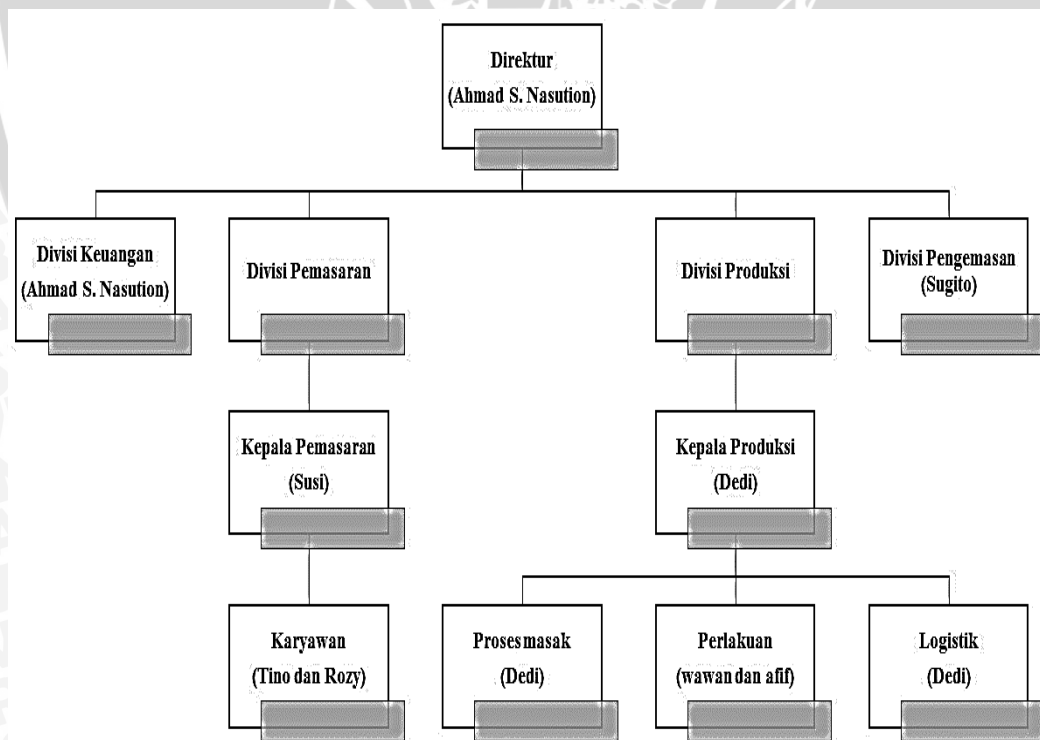 Direktur
(Ahmad S. Nasution)
Divisi Keuangan
(Ahmad S. Nasution)
Divisi Pemasaran
Divisi Produksi
Divisi Pengemasan
(Sugito)
Kepala Pemasaran
(Susi)
Kepala Produksi
(Dedi)
Karyawan
(Tino dan Rozy)
Proses masak
(Dedi)
Perlakuan
(wawan dan afif)
Logistik
(Dedi)